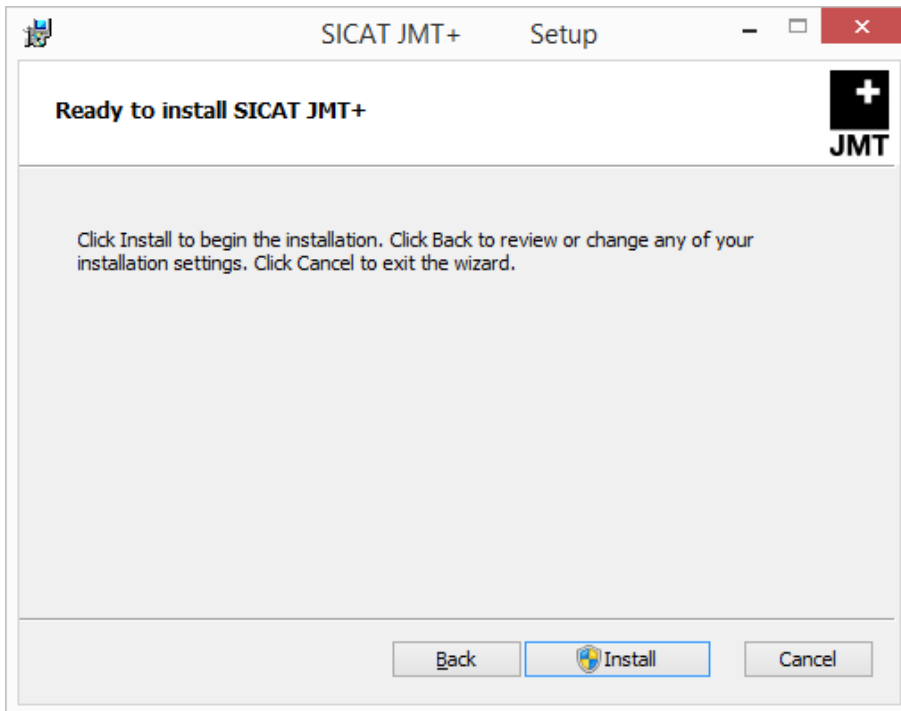 SICAT JMT+ Setup
Ready to install SICAT JMT+
JMT
Click Install to begin the installation. Click Back to review or change any of your
installation settings. Click Cancel to exit the wizard.
Back
Install
Cancel